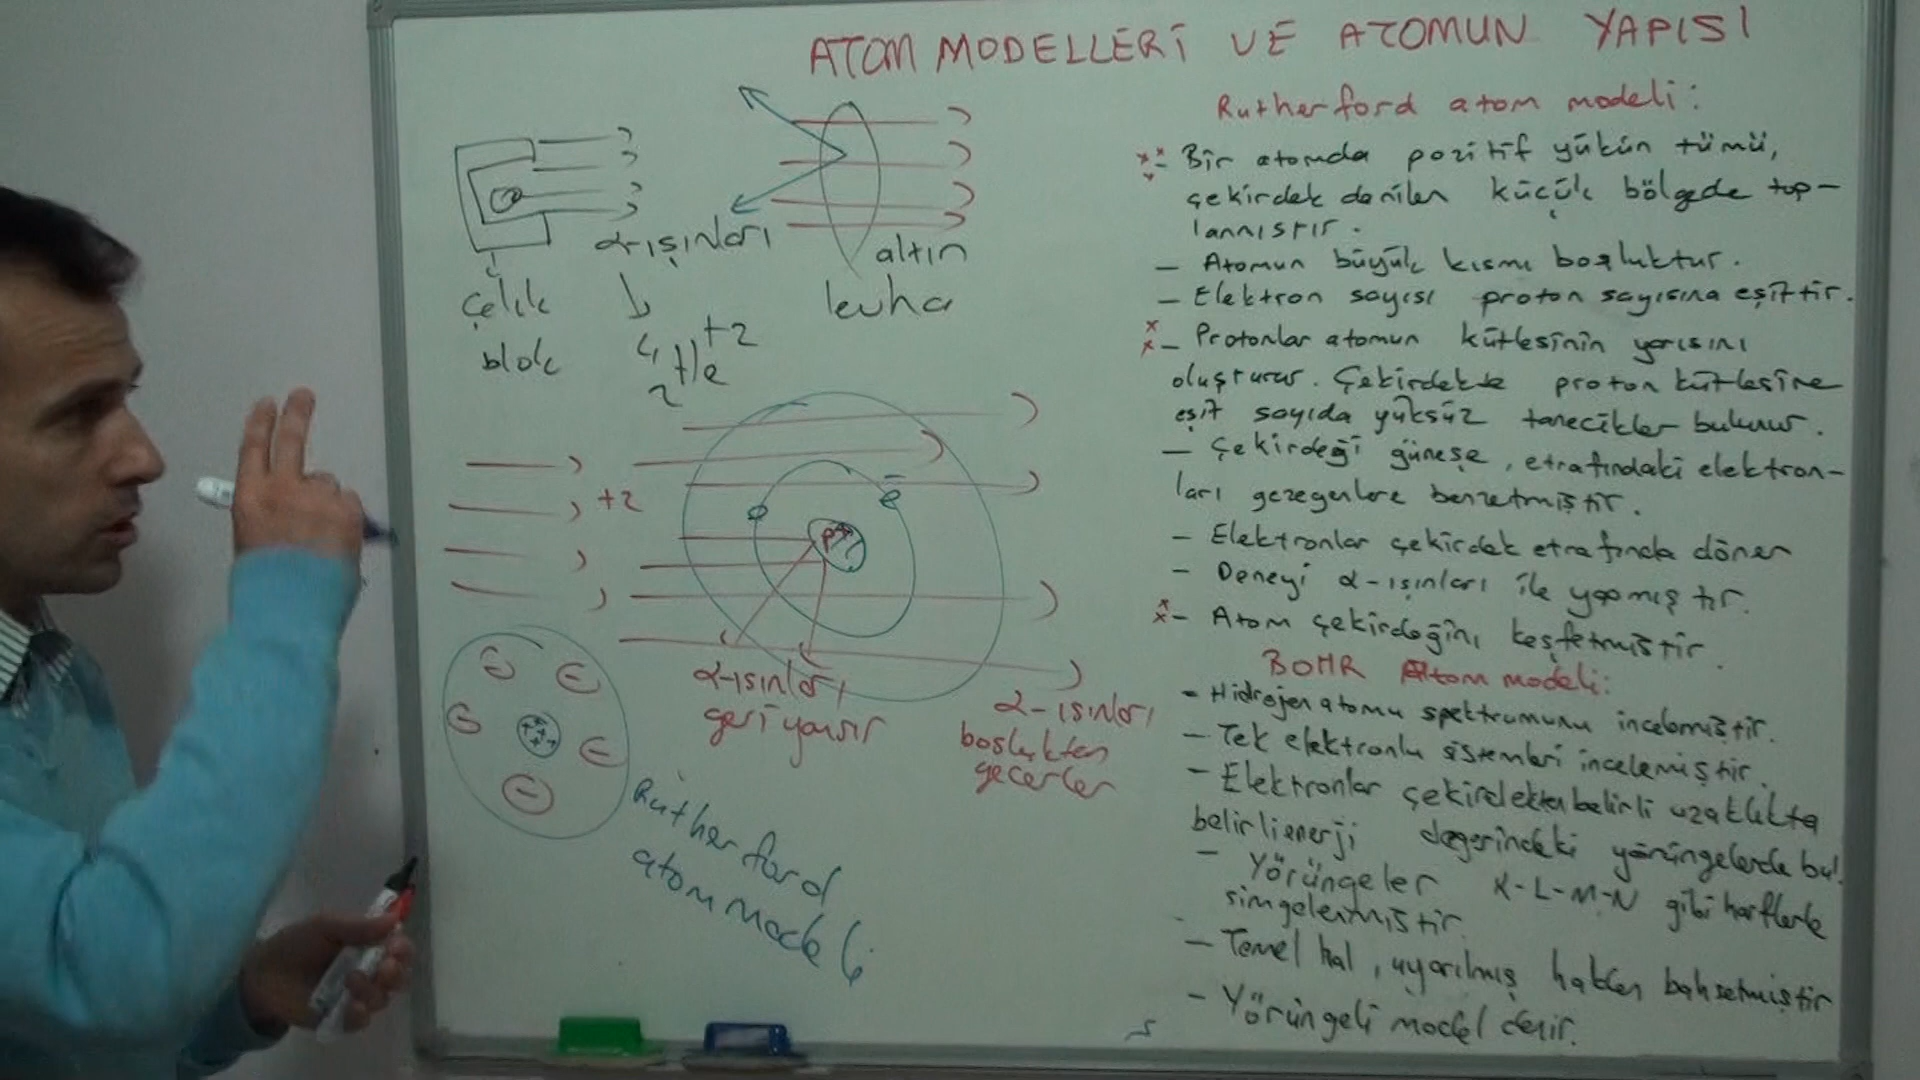 ATOM MODELLERİ VE ATOMUN YAPISI
çelik
blok
α-ışınları
4 2 He +2
altın
levha
+2
e-
p+
α-ışınları
geri yansır
α-ışınları
boşluktan
geçerler
Rutherford
atom modeli
Rutherford atom modeli:
- Bir atomda pozitif yükün tümü,
çekirdek denilen küçük bölgede top-
lanmıştır.
- Atomun büyük kısmı boşluktur.
- Elektron sayısı proton sayısına eşittir.
- Protonlar atomun kütlesinin yarısını
oluşturur. Çekirdekte proton kütlesine
eşit sayıda yüksüz tanecikler bulunur.
- Çekirdeği güneşe, etrafındaki elektron-
ları gezegenlere benzetmiştir.
- Elektronlar çekirdek etrafında döner
- Deneyi α-ışınları ile yapmıştır.
- Atom çekirdeğini keşfetmiştir.
BOHR Atom modeli:
- Hidrojen atomu spektrumunu incelemiştir.
- Tek elektronlu sistemleri incelemiştir.
- Elektronlar çekirdekten belirli uzaklıkta
belirli enerji değerindeki yörüngelerde bul.
- Yörüngeler K-L-M-N gibi harflerle
simgelenmiştir.
- Temel hal, uyarılmış halden bahsetmiştir
- Yörüngeli model denir.